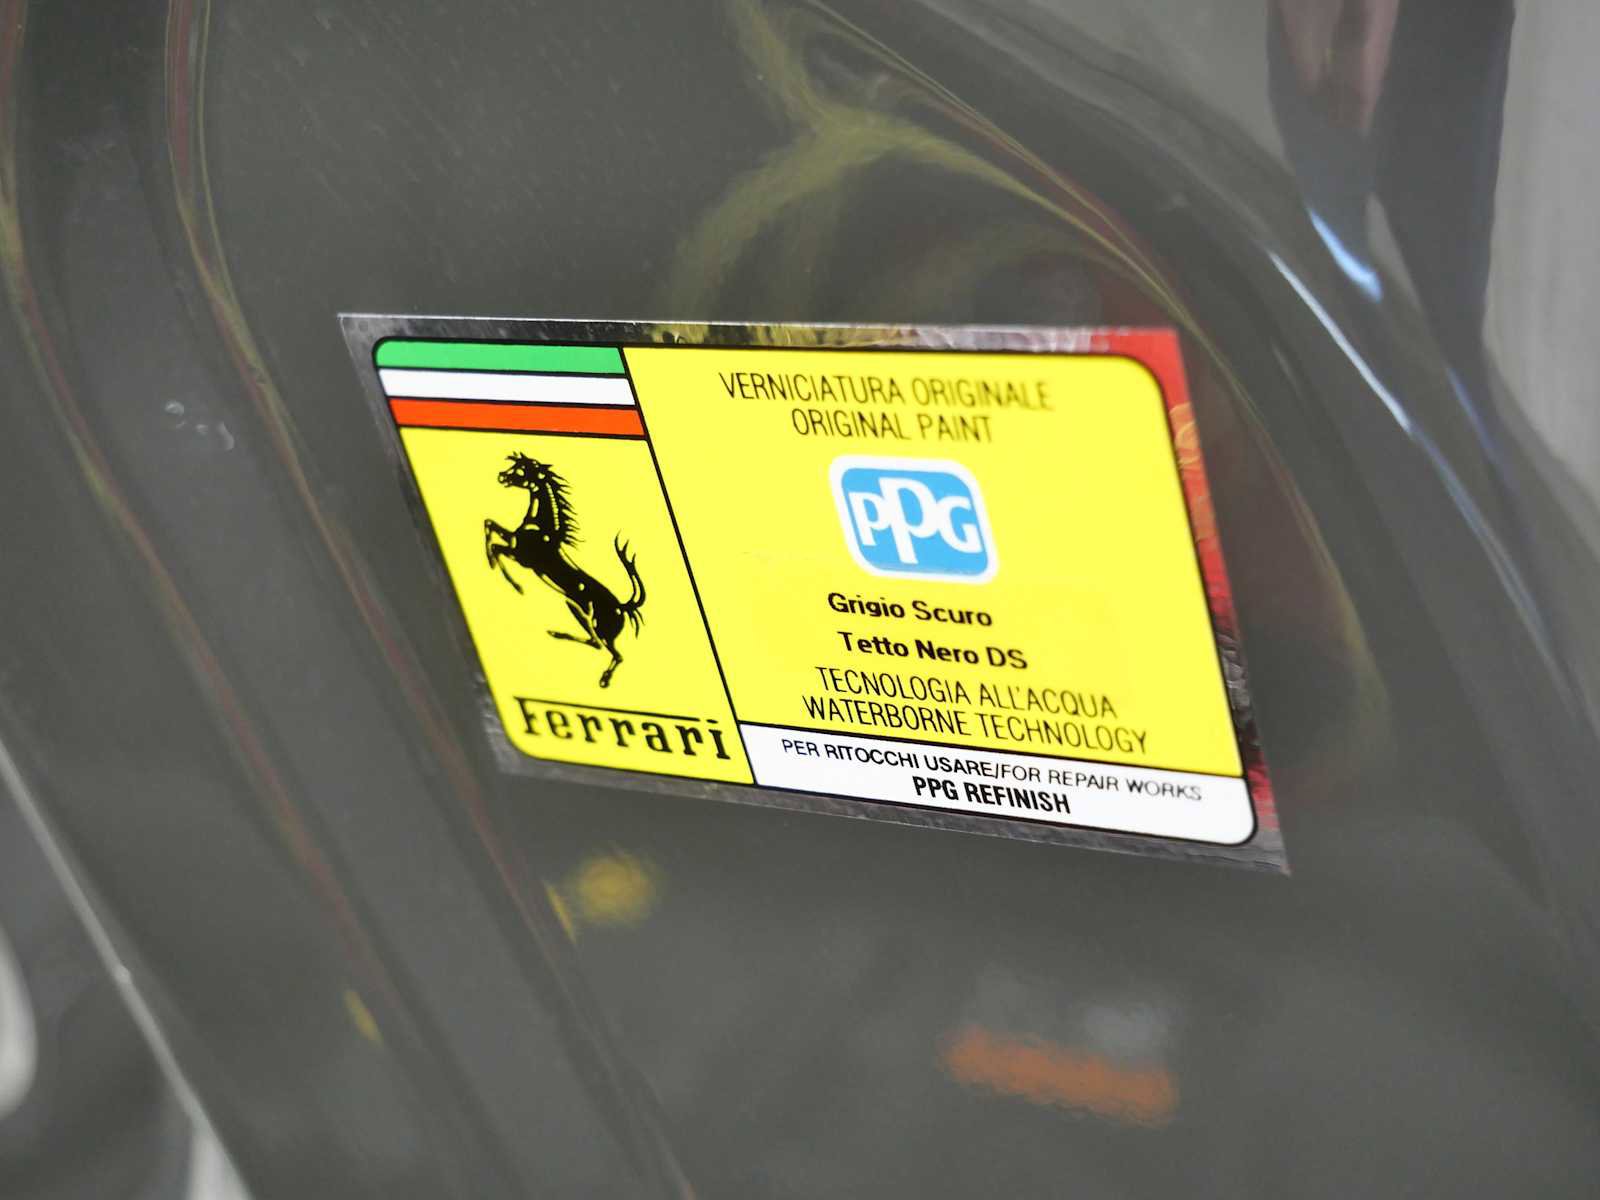 Ferrari
VERNICIATURA ORIGINALE
ORIGINAL PAINT
PPG
Grigio Scuro
Tetto Nero DS
TECNOLOGIA ALL'ACQUA
WATERBORNE TECHNOLOGY
PER RITOCCHI USARE/FOR REPAIR WORKS
PPG REFINISH